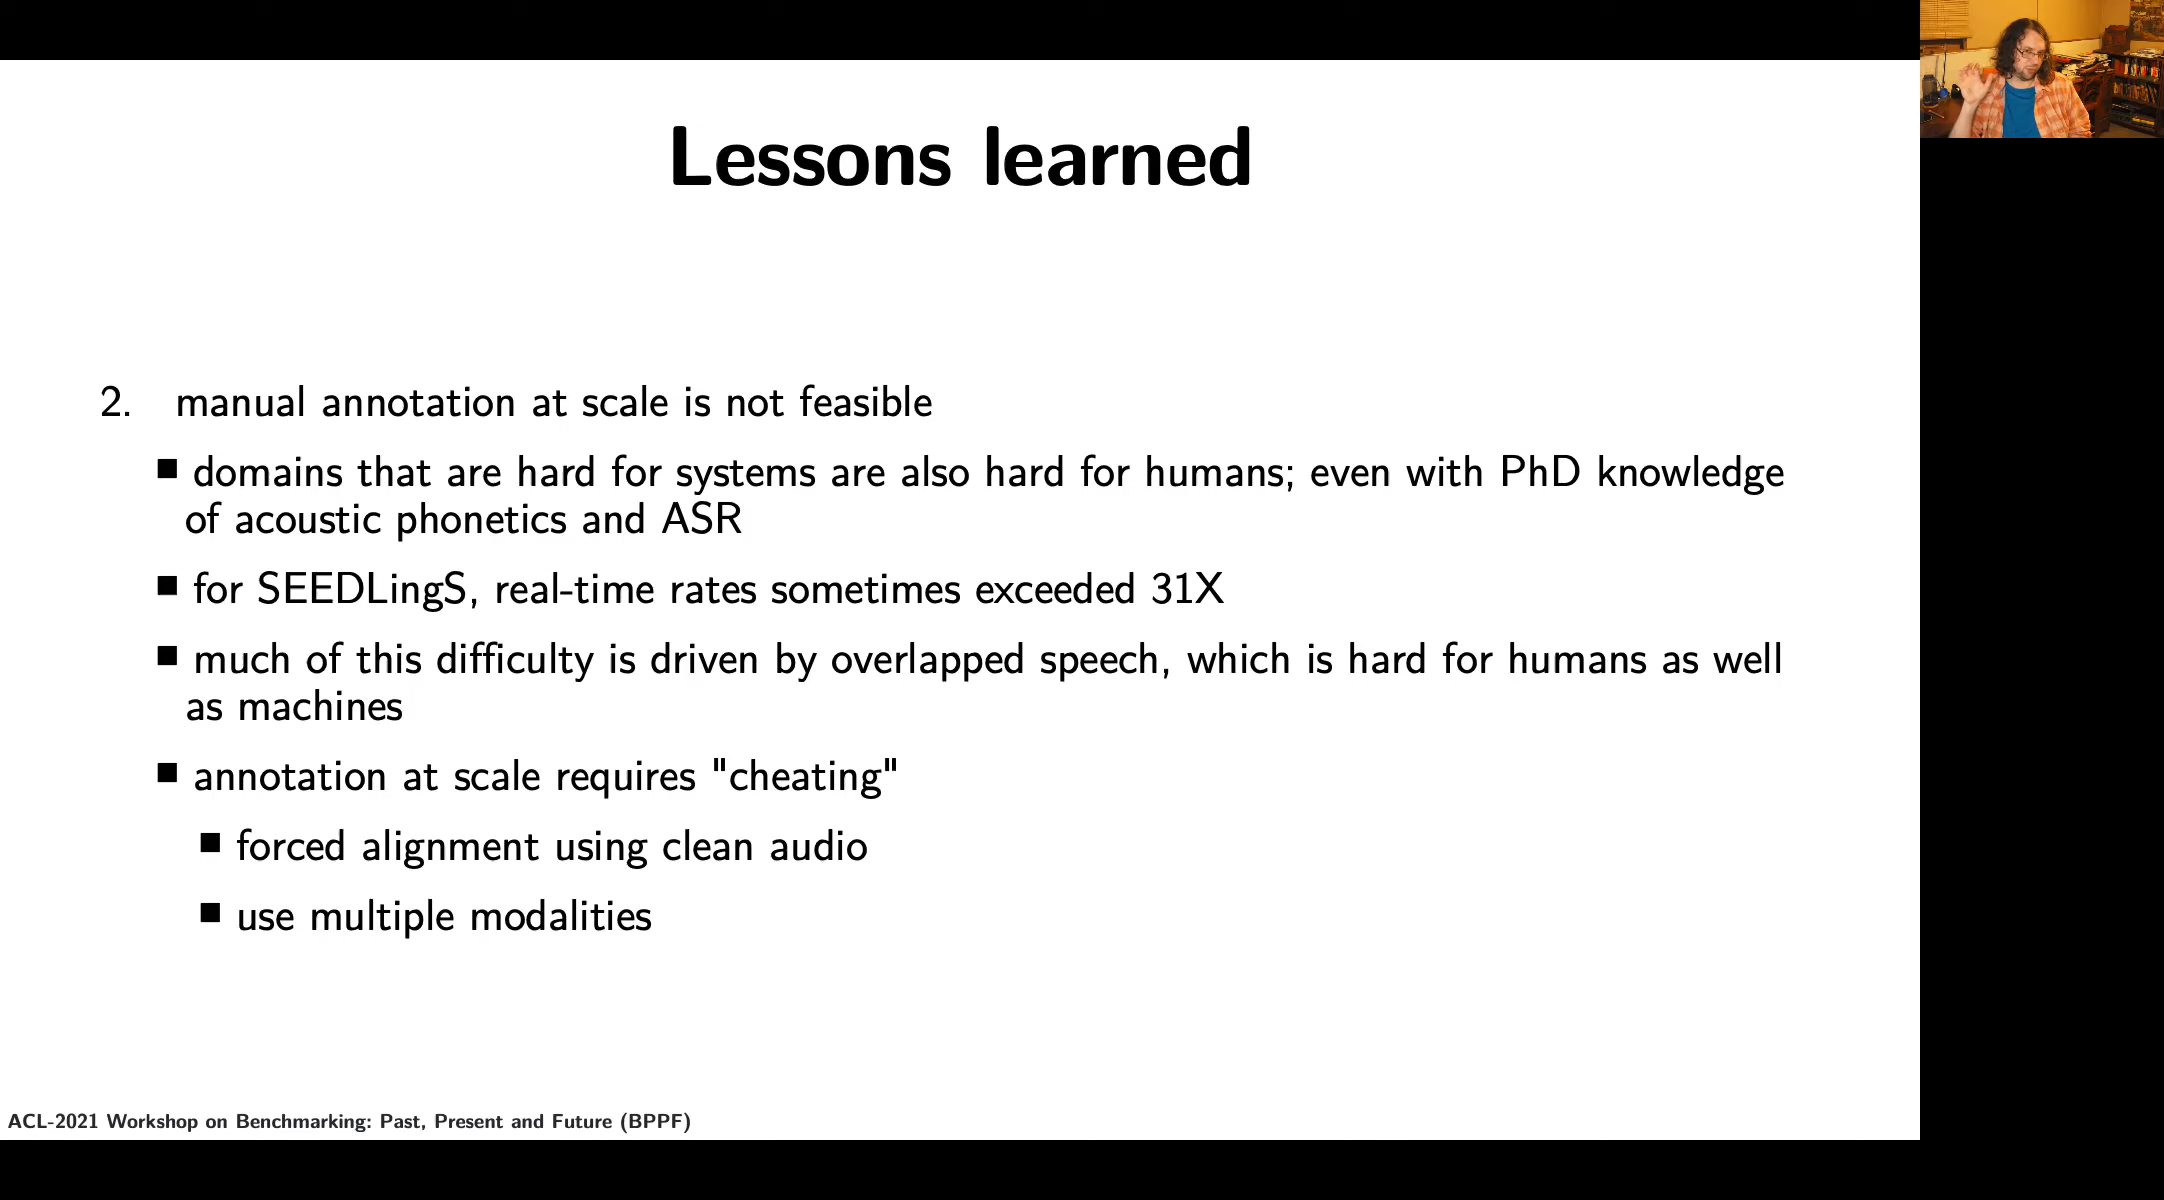 Lessons learned
2. manual annotation at scale is not feasible
■ domains that are hard for systems are also hard for humans; even with PhD knowledge
of acoustic phonetics and ASR
■ for SEEDLingS, real-time rates sometimes exceeded 31X
■ much of this difficulty is driven by overlapped speech, which is hard for humans as well
as machines
■ annotation at scale requires "cheating"
■ forced alignment using clean audio
■ use multiple modalities
ACL-2021 Workshop on Benchmarking: Past, Present and Future (BPPF)